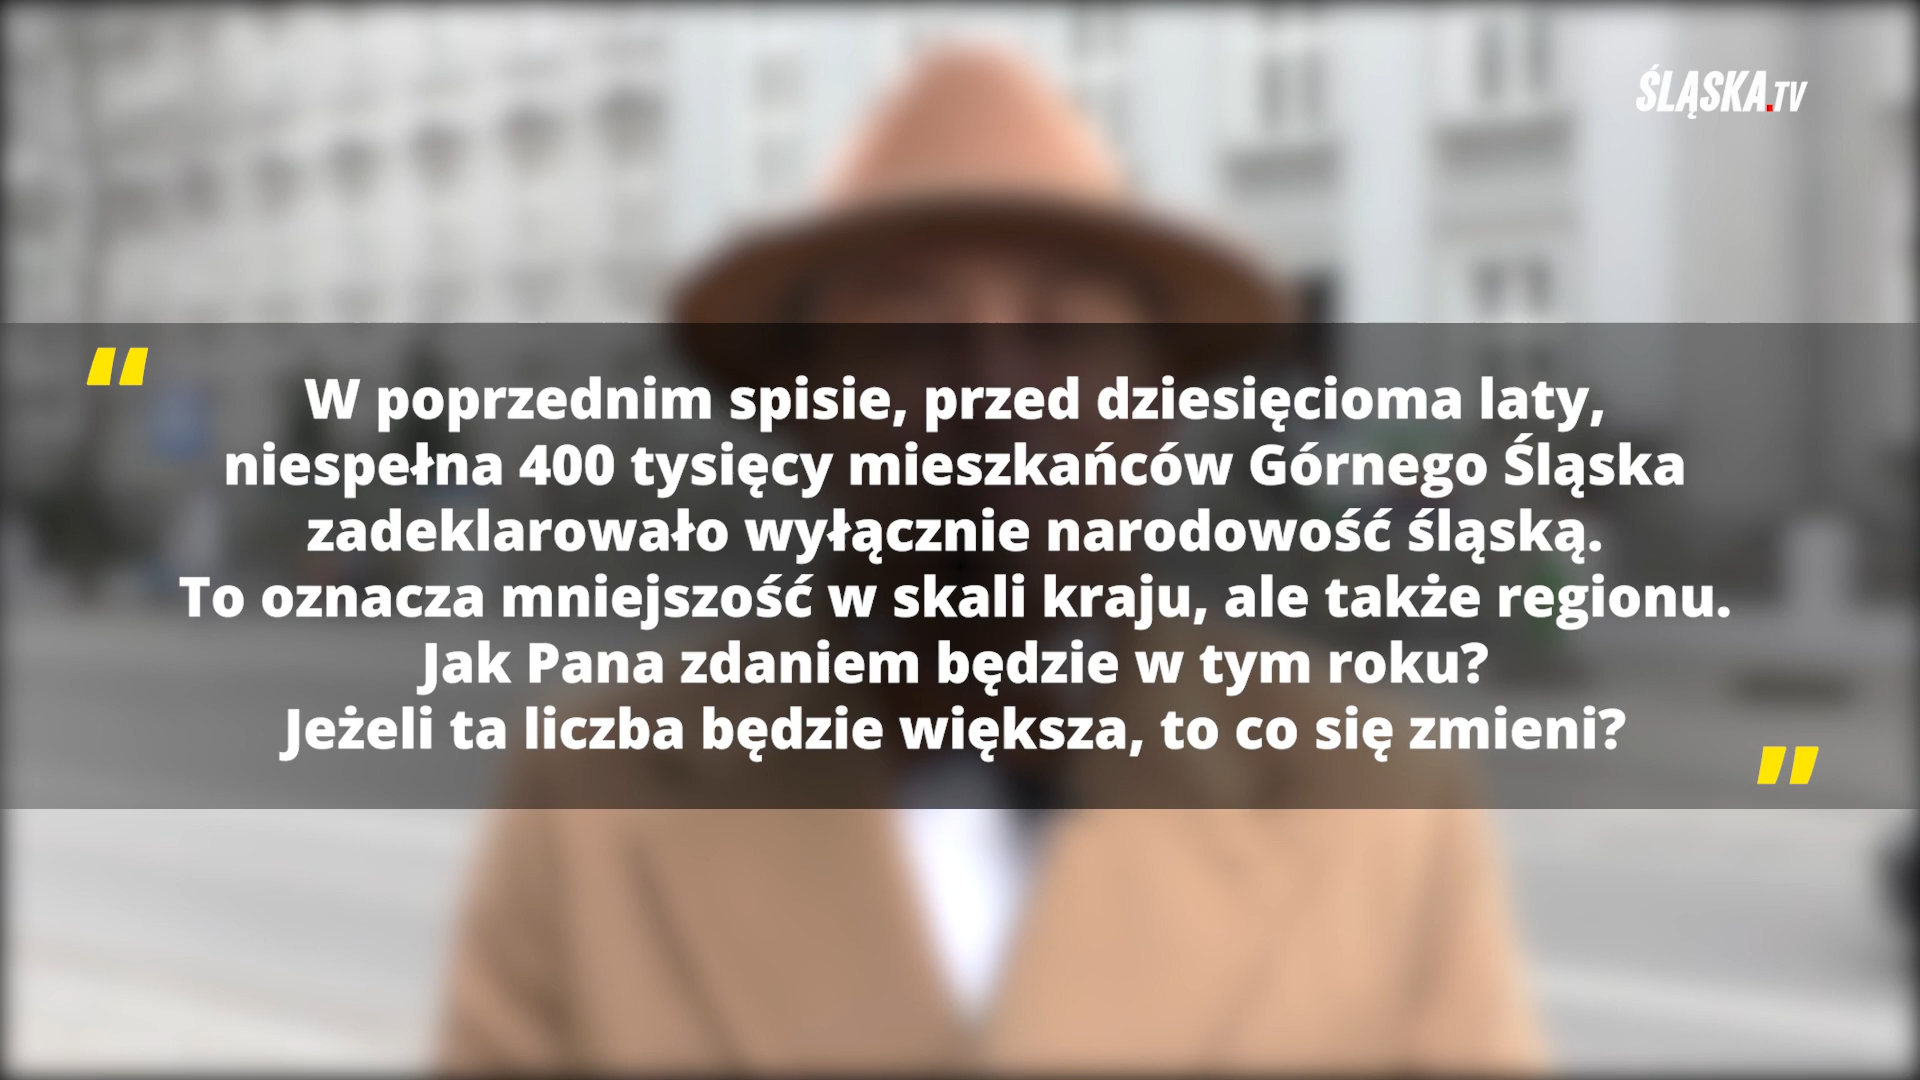 ŚLĄSKA.TV
“
W poprzednim spisie, przed dziesięcioma laty,
niespełna 400 tysięcy mieszkańców Górnego Śląska
zadeklarowało wyłącznie narodowość śląską.
To oznacza mniejszość w skali kraju, ale także regionu.
Jak Pana zdaniem będzie w tym roku?
Jeżeli ta liczba będzie większa, to co się zmieni?
”